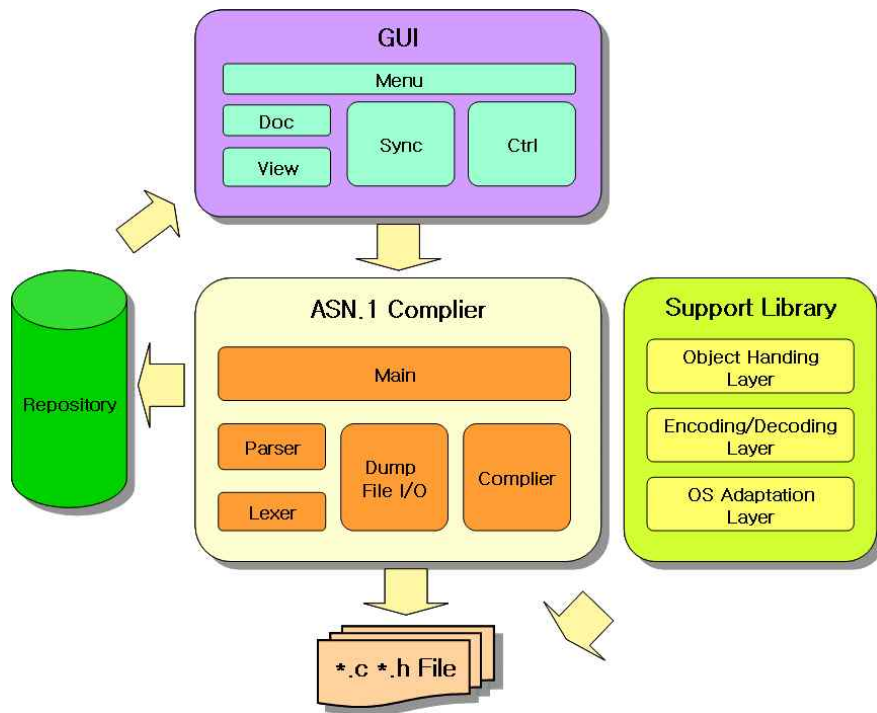 GUI
Menu
Doc
View
Sync
Ctrl
ASN.1 Complier
Main
Parser
Lexer
Dump
File I/O
Complier
Repository
Support Library
Object Handing
Layer
Encoding/Decoding
Layer
OS Adaptation
Layer
*.c *.h File